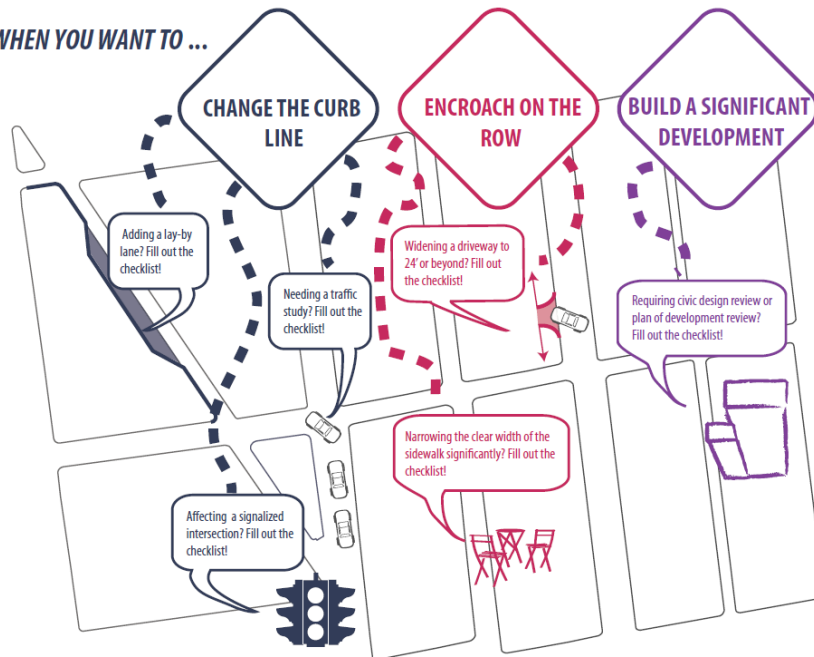 WHEN YOU WANT TO ...
CHANGE THE CURB
LINE
ENCROACH ON THE
ROW
BUILD A SIGNIFICANT
DEVELOPMENT
Adding a lay-by
lane? Fill out the
checklist!
Needing a traffic
study? Fill out the
checklist!
Widening a driveway to
24' or beyond? Fill out
the checklist!
Requiring civic design review or
plan of development review?
Fill out the checklist!
Narrowing the clear width of the
sidewalk significantly? Fill out the
checklist!
Affecting a signalized
intersection? Fill out the
checklist!